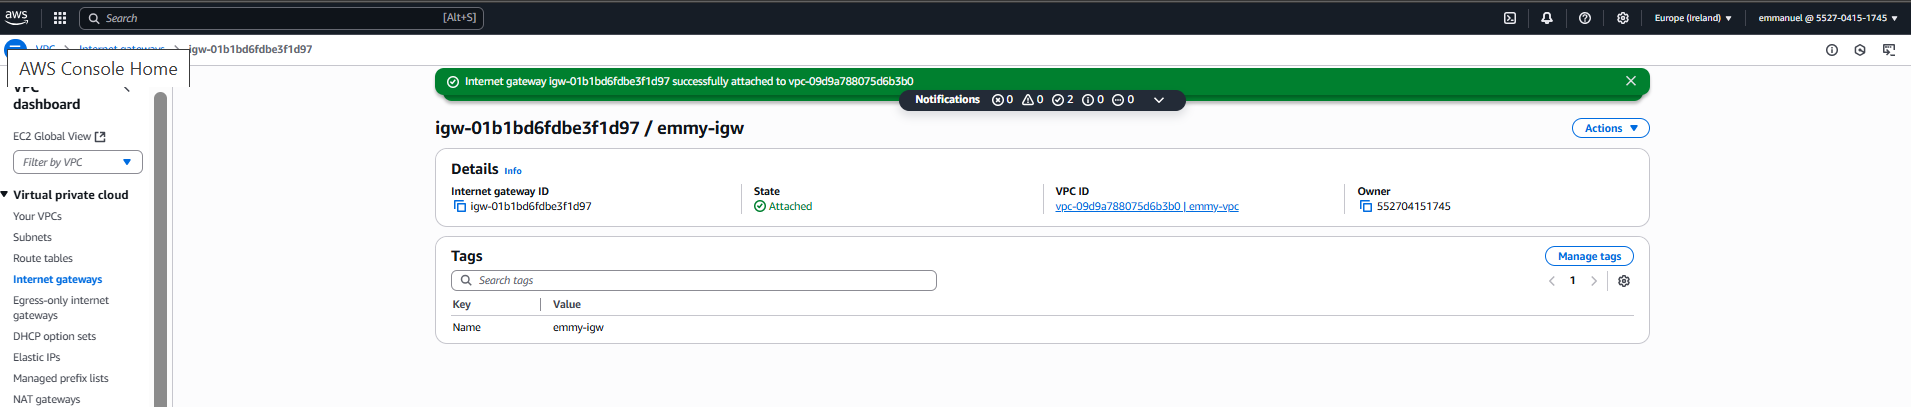 aws
Search [Alt+S]
Europe (Ireland) ▼
emmanuel @ 5527-0415-1745 ▼
igw-01b1bd6fdbe3f1d97
AWS Console Home
VPC dashboard
EC2 Global View
Filter by VPC
Virtual private cloud
Your VPCs
Subnets
Route tables
Internet gateways
Egress-only internet
gateways
DHCP option sets
Elastic IPs
Managed prefix lists
NAT gateways
Internet gateway igw-01b1bd6fdbe3f1d97 successfully attached to vpc-09d9a788075d6b3b0
Notifications 0 0 2 0 0
igw-01b1bd6fdbe3f1d97 / emmy-igw
Actions
Details Info
Internet gateway ID
igw-01b1bd6fdbe3f1d97
State
Attached
VPC ID
vpc-09d9a788075d6b3b0 | emmy-vpc
Owner
552704151745
Tags
Manage tags
Search tags
1
Key Value
Name emmy-igw